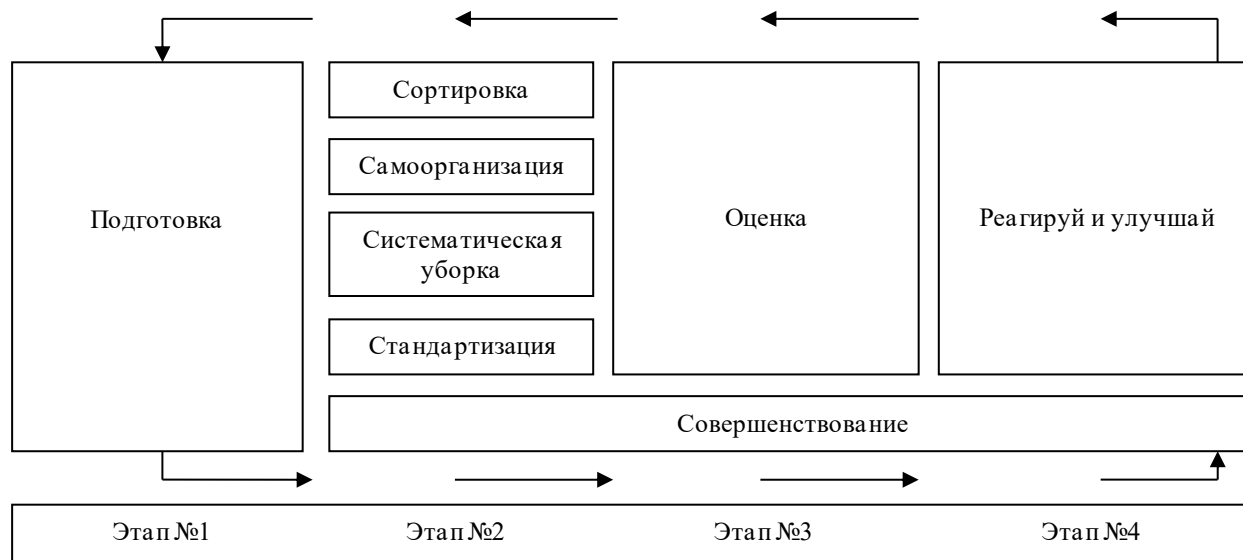 Сортировка
Самоорганизация
Подготовка
Систематическая
уборка
Стандартизация
Оценка
Реагируй и улучшай
Совершенствование
Этап №1
Этап №2
Этап №3
Этап №4